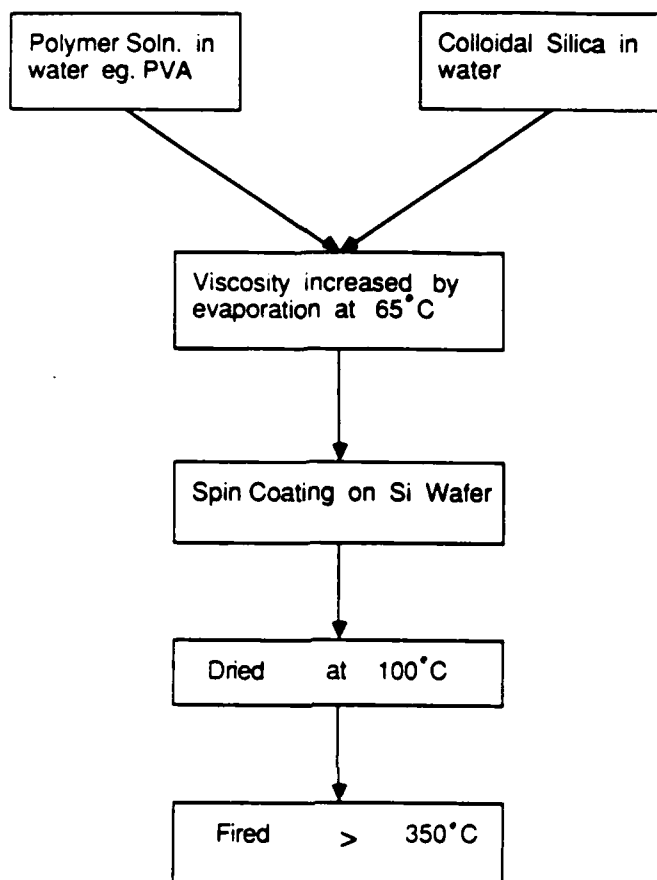 Polymer Soln. in
water eg. PVA
Colloidal Silica in
water
Viscosity increased by
evaporation at 65°C
Spin Coating on Si Wafer
Dried at 100°C
Fired > 350°C